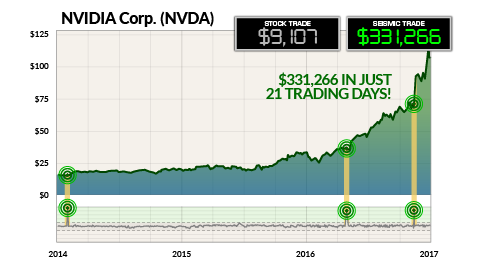 NVIDIA Corp. (NVDA)
STOCK TRADE
$9,107
SEISMIC TRADE
$331,266
$125
$100
$75
$50
$25
$0
$331,266 IN JUST
21 TRADING DAYS!
2014
2015
2016
2017